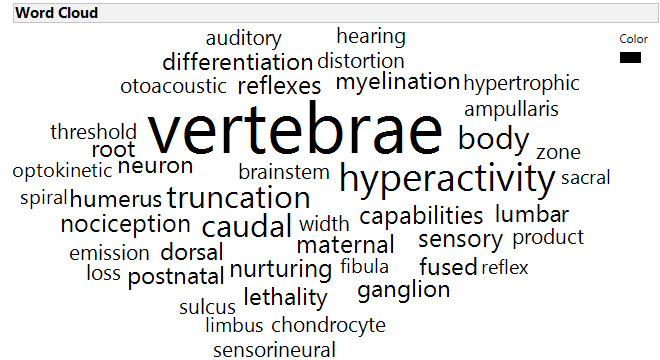 Word Cloud
Color
auditory hearing
differentiation distortion
otoacoustic reflexes myelination hypertrophic
vertebrae ampullaris
threshold body
root zone
optokinetic neuron brainstem hyperactivity sacral
spiral humerus truncation
nociception caudal width capabilities lumbar
emission dorsal maternal sensory product
loss postnatal nurturing fibula fused reflex
sulcus lethality ganglion
limbus chondrocyte
sensorineural